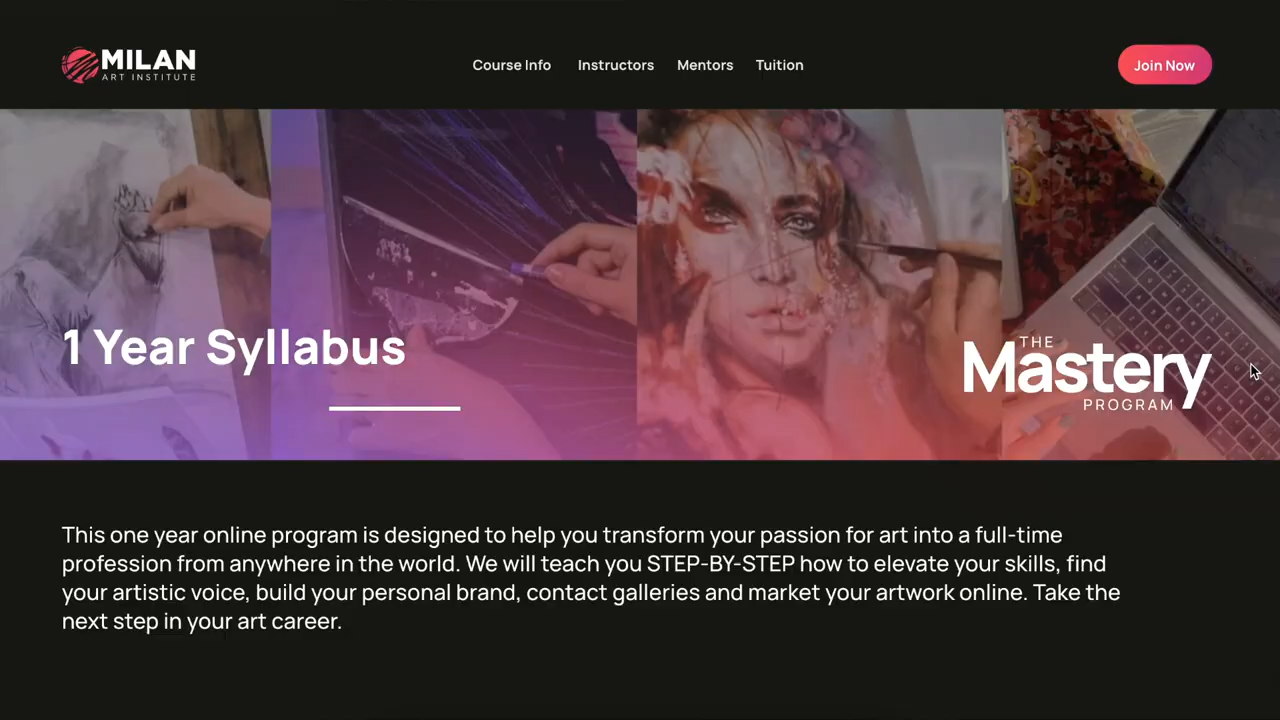 MILAN
ART INSTITUTE
Course Info
Instructors
Mentors
Tuition
Join Now
1 Year Syllabus
THE
Mastery
PROGRAM
This one year online program is designed to help you transform your passion for art into a full-time
profession from anywhere in the world. We will teach you STEP-BY-STEP how to elevate your skills, find
your artistic voice, build your personal brand, contact galleries and market your artwork online. Take the
next step in your art career.